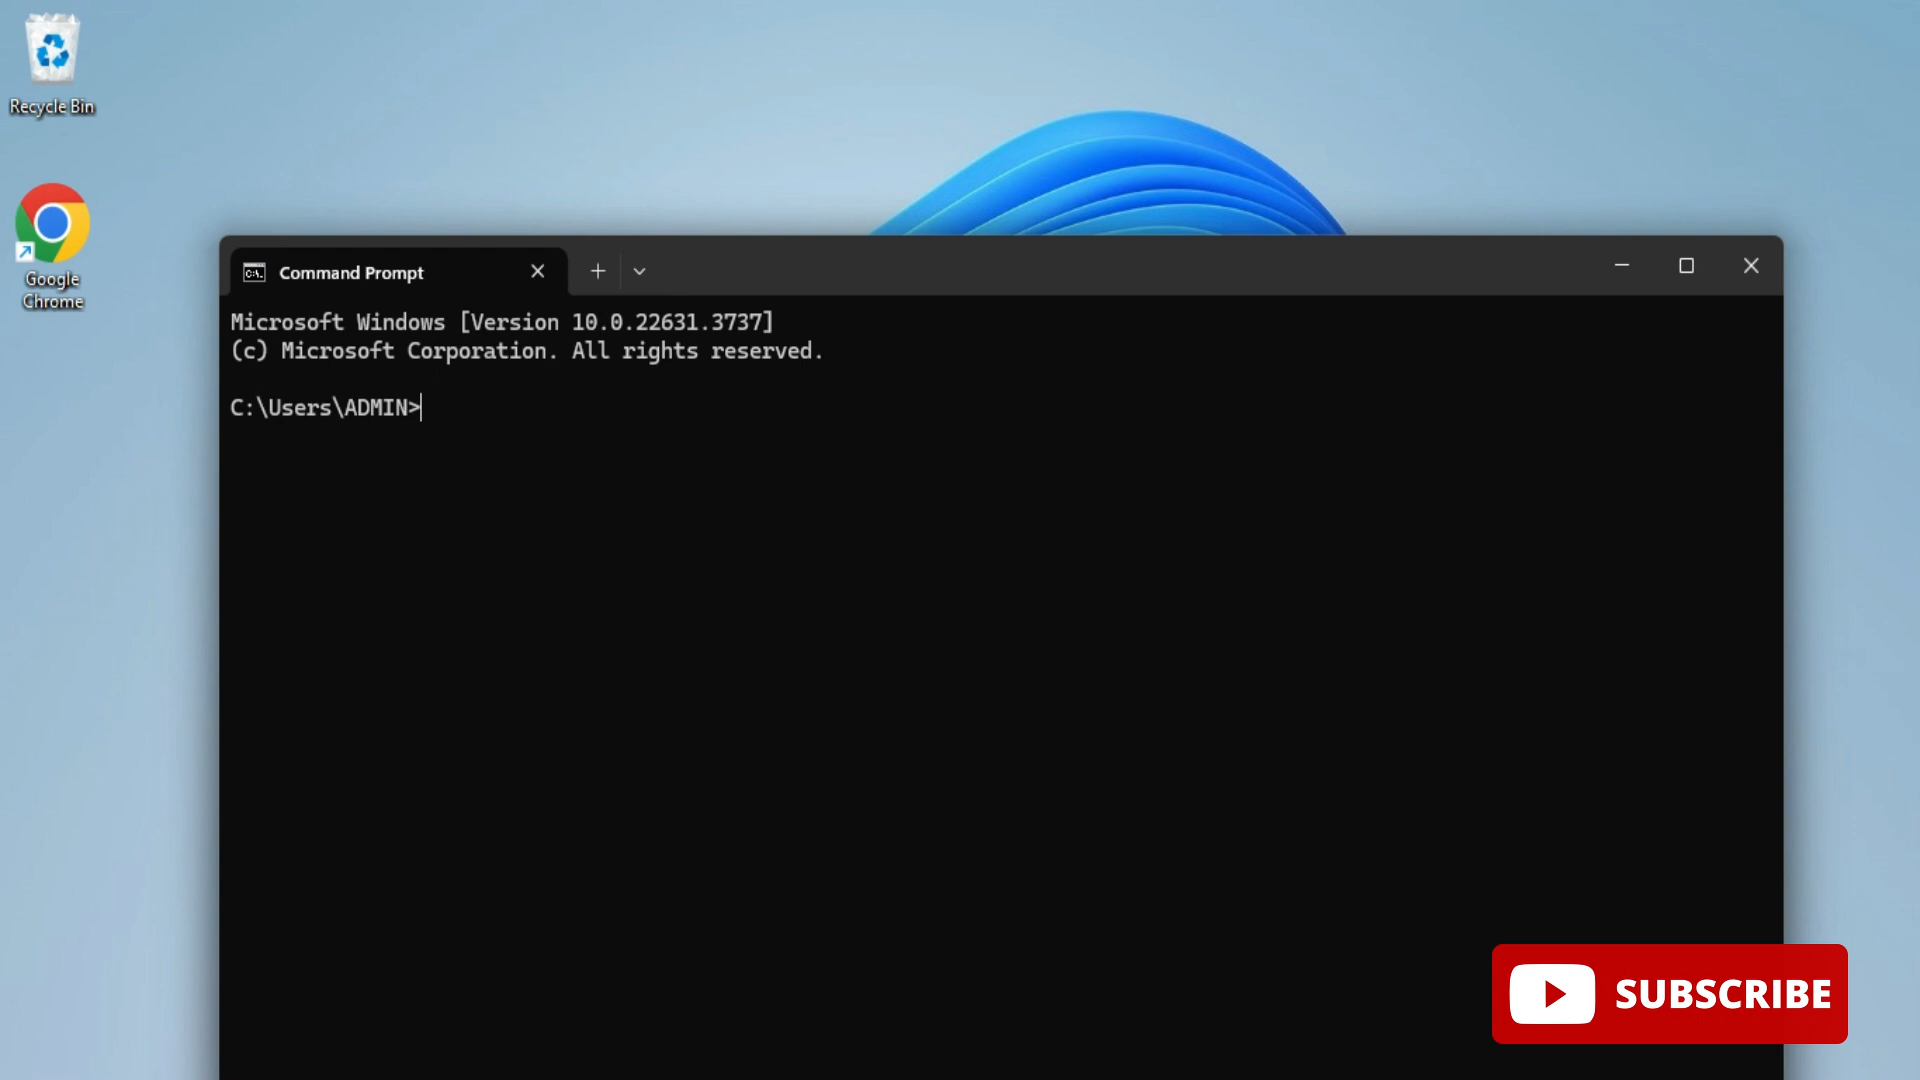 Recycle Bin
Google
Chrome
Command Prompt
Microsoft Windows [Version 10.0.22631.3737]
(c) Microsoft Corporation. All rights reserved.
C:\Users\ADMIN>
SUBSCRIBE